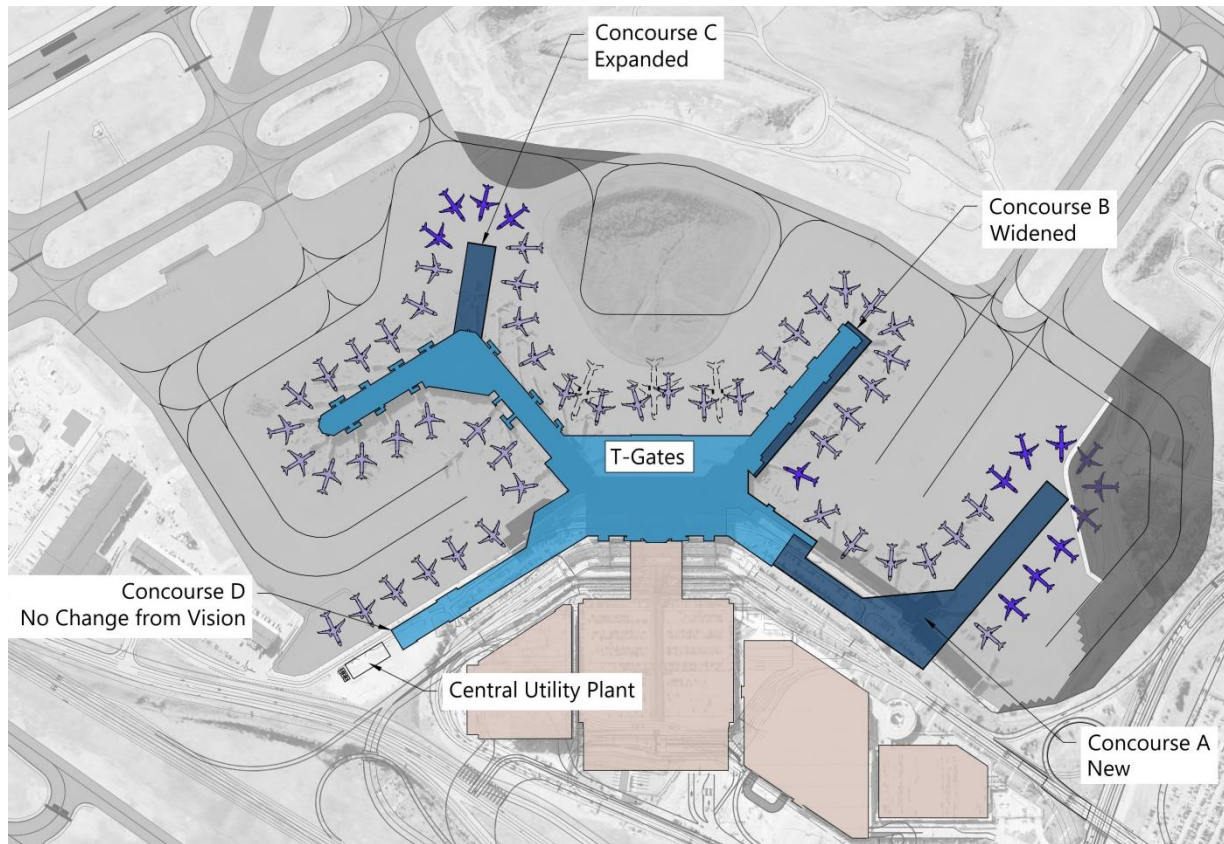 Concourse C
Expanded
Concourse B
Widened
T-Gates
Concourse D
No Change from Vision
Central Utility Plant
Concourse A
New